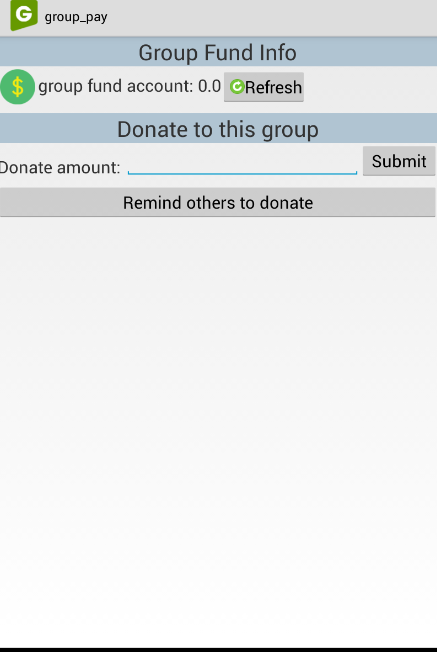 G group_pay
Group Fund Info
$ group fund account: 0.0 Refresh
Donate to this group
Donate amount: Submit
Remind others to donate